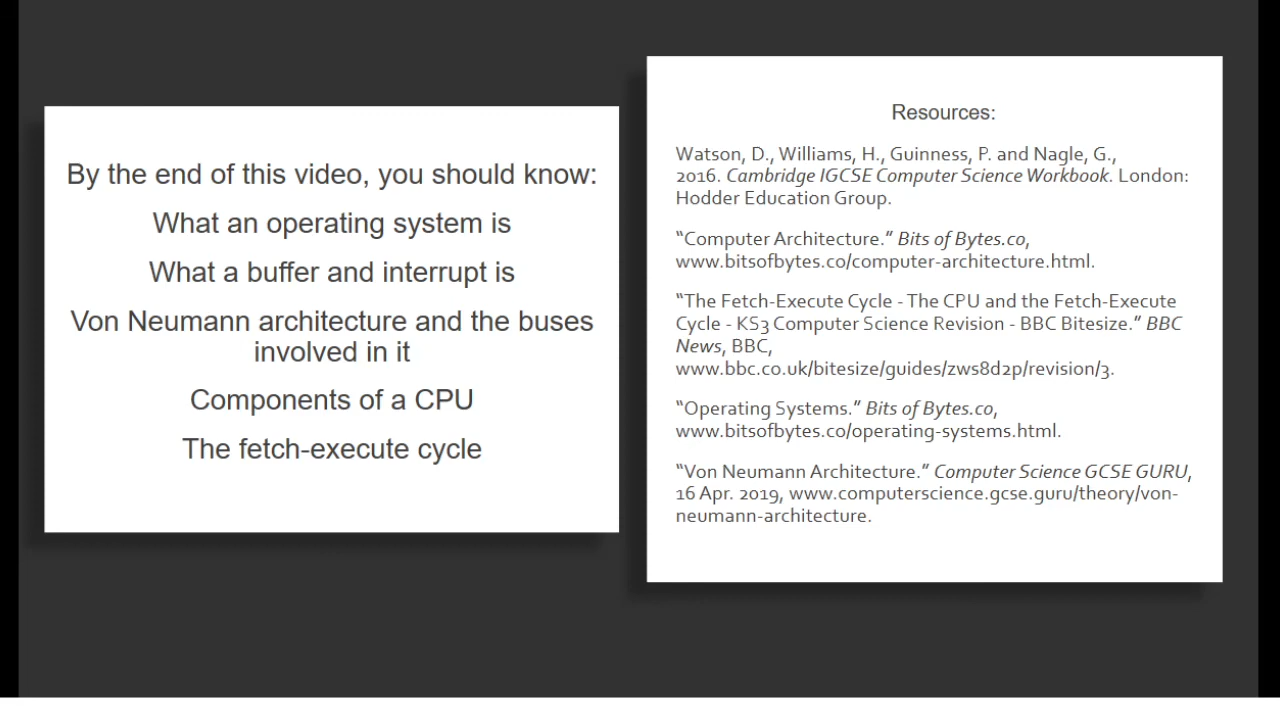 By the end of this video, you should know:
What an operating system is
What a buffer and interrupt is
Von Neumann architecture and the buses
involved in it
Components of a CPU
The fetch-execute cycle
Resources:
Watson, D., Williams, H., Guinness, P. and Nagle, G.,
2016. Cambridge IGCSE Computer Science Workbook. London:
Hodder Education Group.
“Computer Architecture.” Bits of Bytes.co,
www.bitsofbytes.co/computer-architecture.html.
“The Fetch-Execute Cycle - The CPU and the Fetch-Execute
Cycle - KS3 Computer Science Revision - BBC Bitesize.” BBC
News, BBC,
www.bbc.co.uk/bitesize/guides/zws8d2p/revision/3.
“Operating Systems.” Bits of Bytes.co,
www.bitsofbytes.co/operating-systems.html.
“Von Neumann Architecture.” Computer Science GCSE GURU,
16 Apr. 2019, www.computerscience.gcse.guru/theory/von-
neumann-architecture.